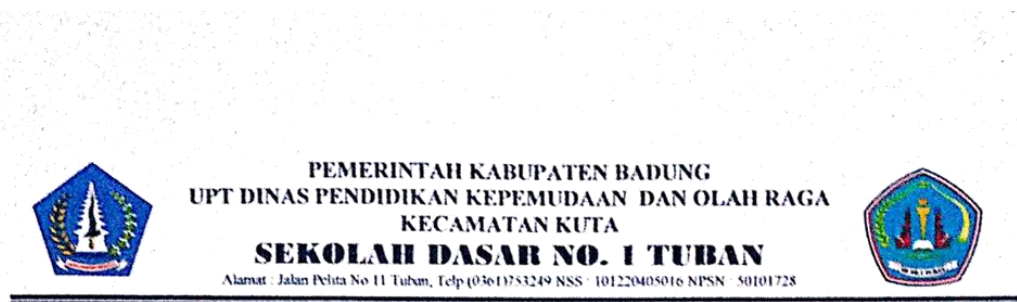 PEMERINTAH KABUPATEN BADUNG
UPT DINAS PENDIDIKAN KEPEMUDAAN DAN OLAH RAGA
KECAMATAN KUTA
SEKOLAH DASAR NO. 1 TUBAN
Alamat : Jalan Pelita No 11 Tuban, Telp (0361)753249 NSS : 101220405016 NPSN : 50101728